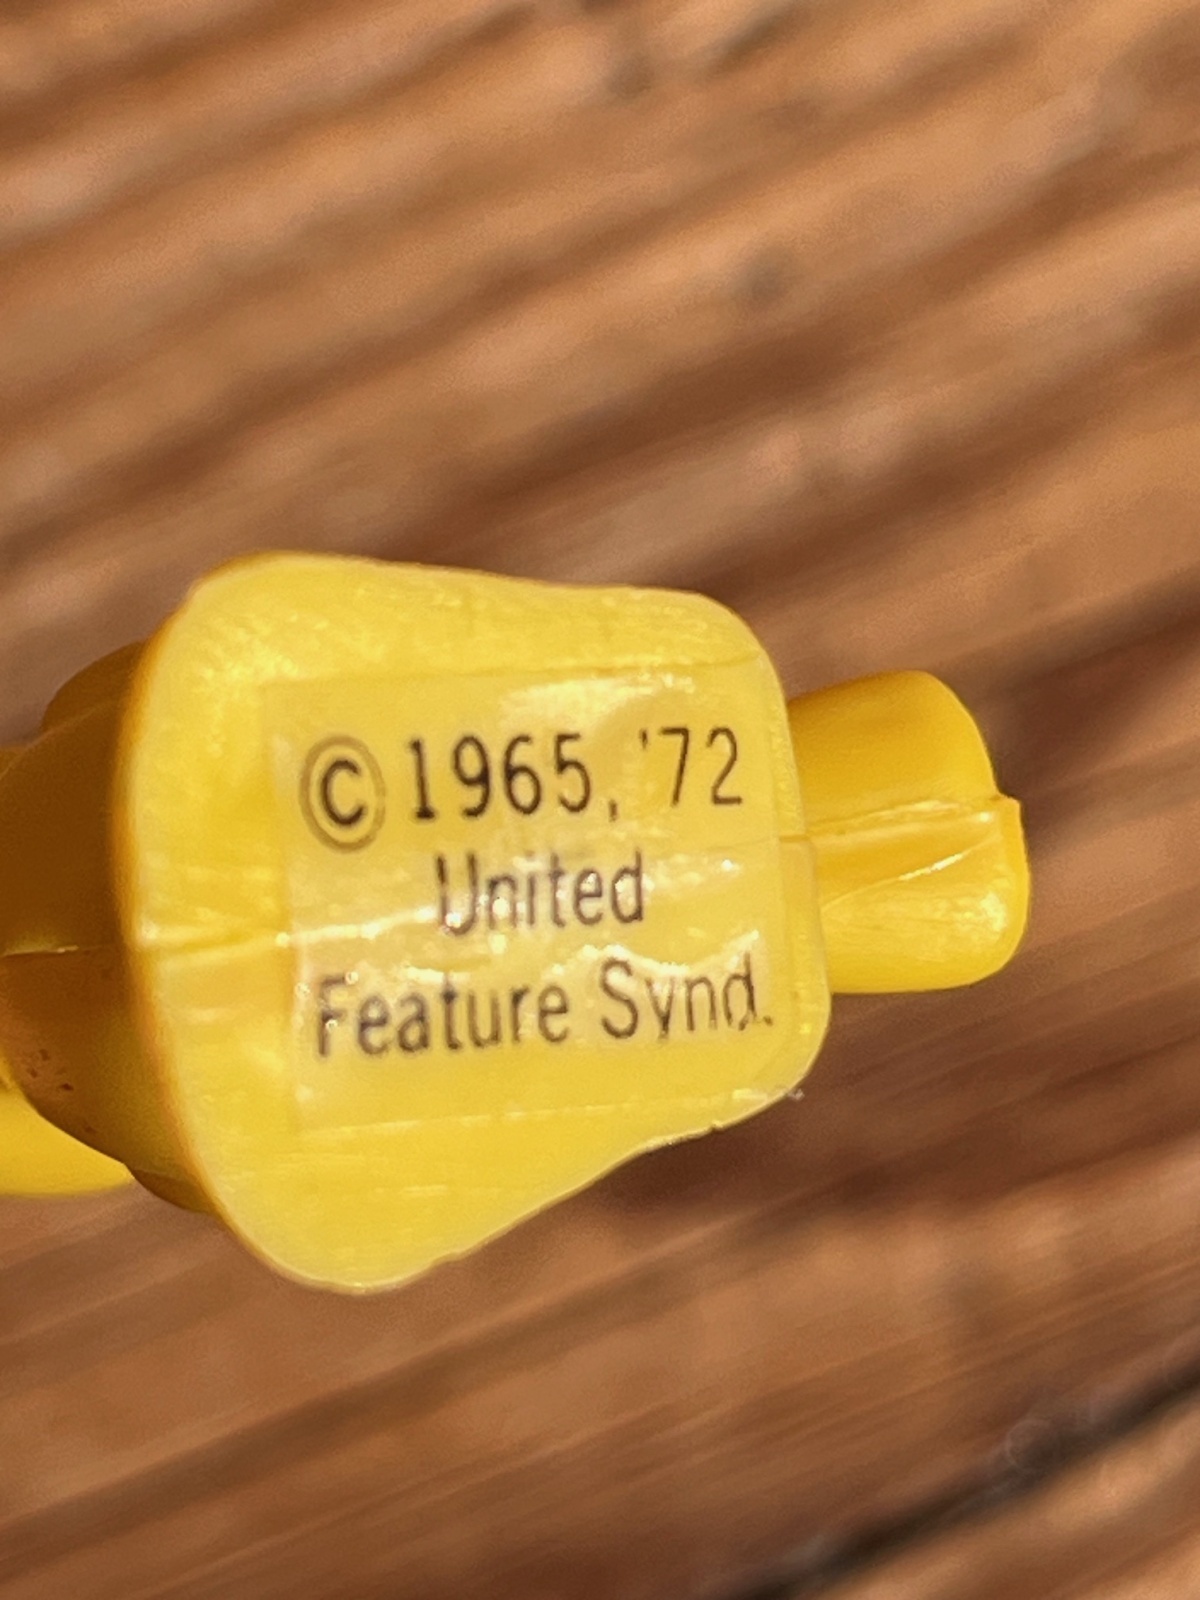 © 1965, '72
United
Feature Synd.